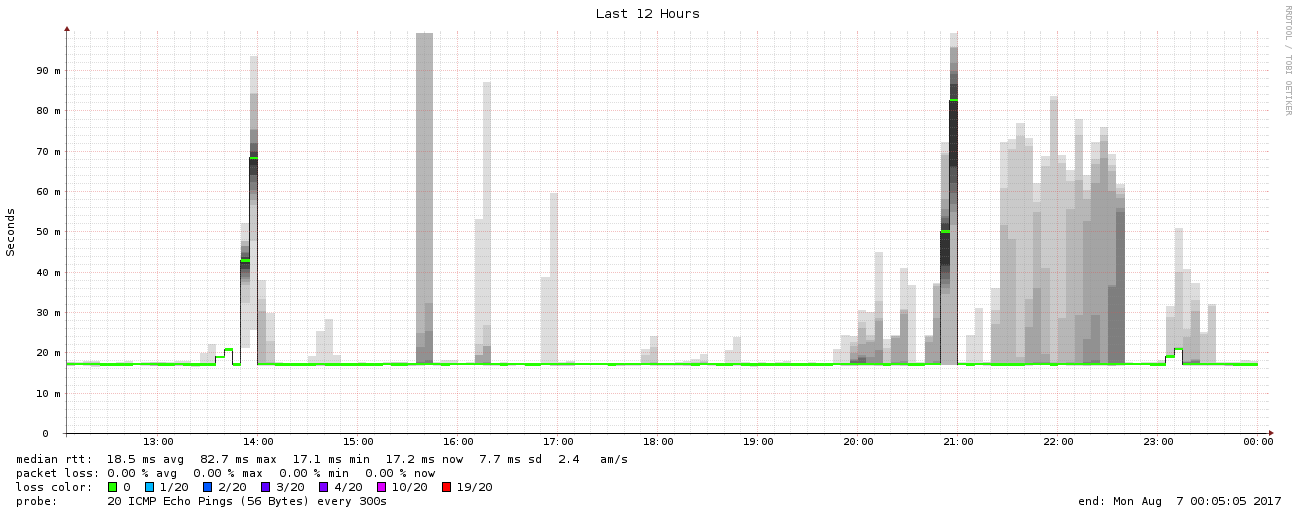 Last 12 Hours
RRDTOOL / TOBI OETIKER
Seconds
90 m
80 m
70 m
60 m
50 m
40 m
30 m
20 m
10 m
0
13:00 14:00 15:00 16:00 17:00 18:00 19:00 20:00 21:00 22:00 23:00 00:00
median rtt: 18.5 ms avg 82.7 ms max 17.1 ms min 17.2 ms now 7.7 ms sd 2.4 am/s
packet loss: 0.00 % avg 0.00 % max 0.00 % min 0.00 % now
loss color: 0 1/20 2/20 3/20 4/20 10/20 19/20
probe: 20 ICMP Echo Pings (56 Bytes) every 300s end: Mon Aug 7 00:05:05 2017